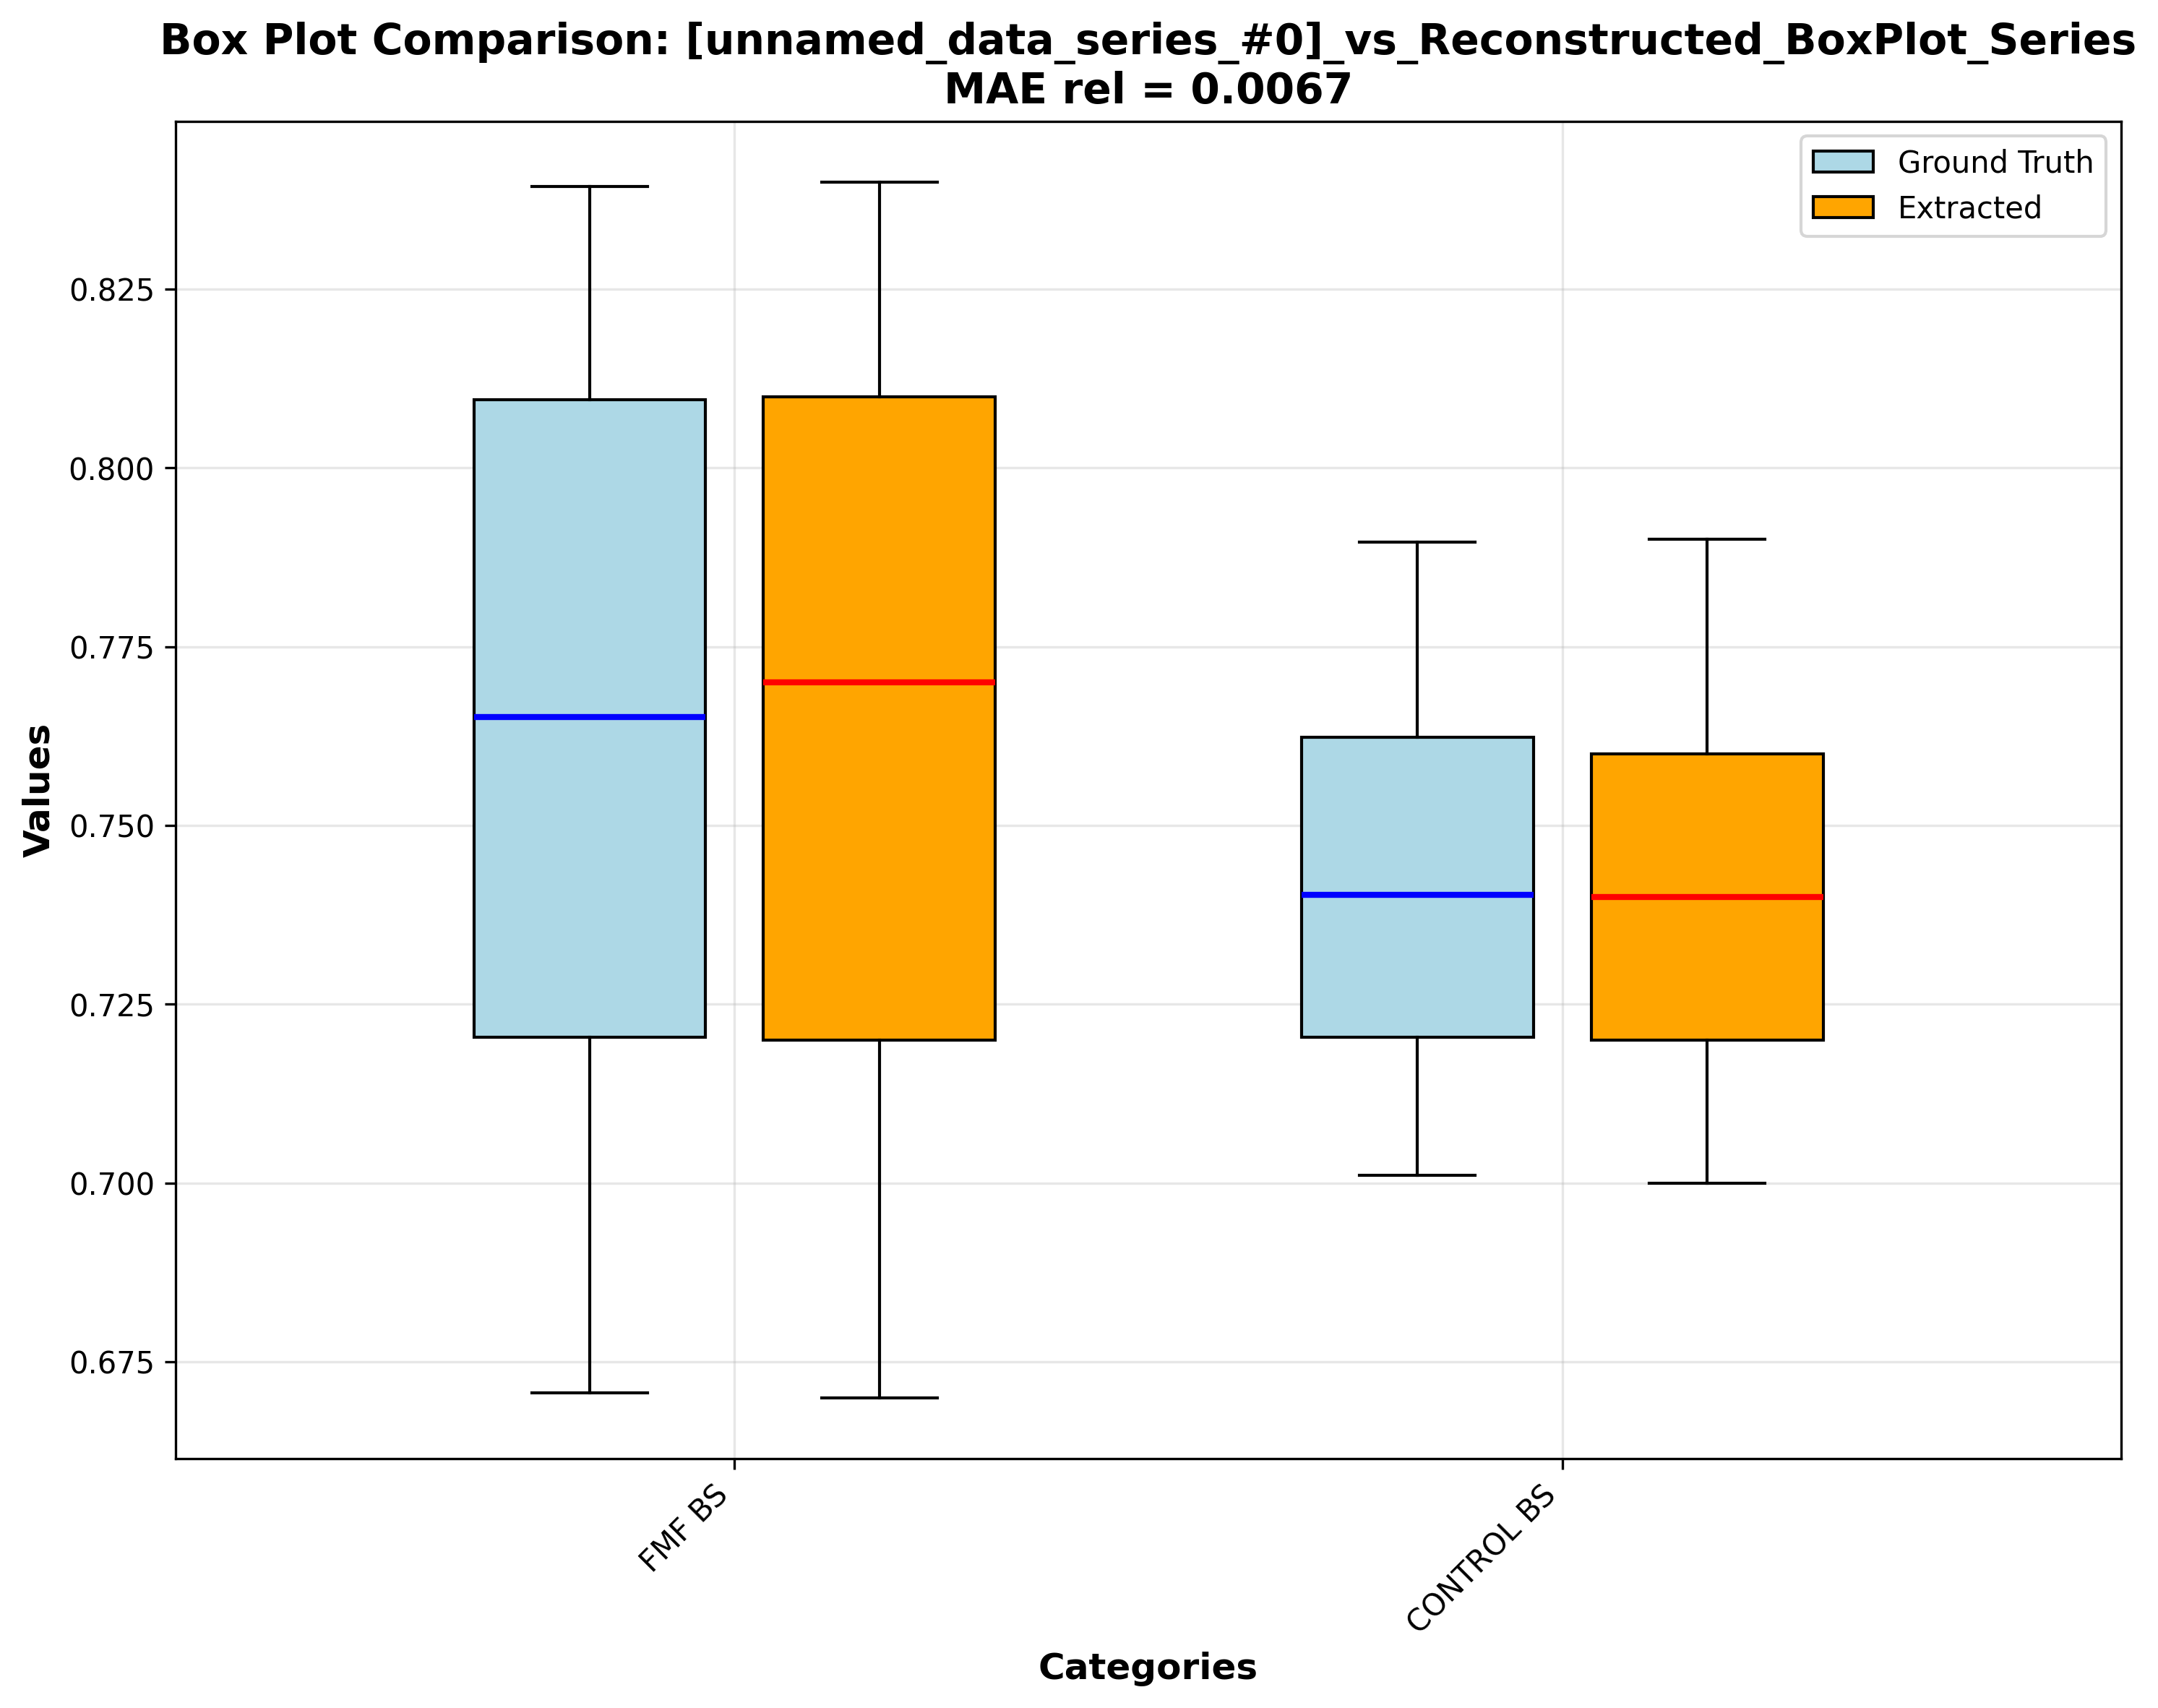 Box Plot Comparison: [unnamed_data_series_#0]_vs_Reconstructed_BoxPlot_Series
MAE rel = 0.0067
Ground Truth
Extracted
0.825
0.800
0.775
0.750
0.725
0.700
0.675
Values
FMF BS
CONTROL BS
Categories